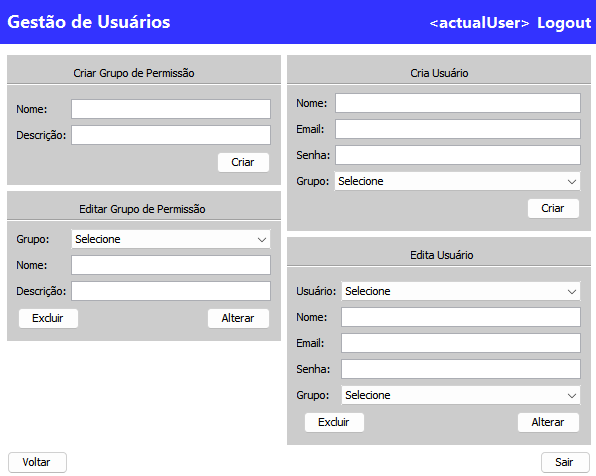 Gestão de Usuários <actualUser> Logout
Criar Grupo de Permissão
Nome:
Descrição:
Criar
Editar Grupo de Permissão
Grupo: Selecione
Nome:
Descrição:
Excluir Alterar
Cria Usuário
Nome:
Email:
Senha:
Grupo: Selecione
Criar
Edita Usuário
Usuário: Selecione
Nome:
Email:
Senha:
Grupo: Selecione
Excluir Alterar
Voltar Sair